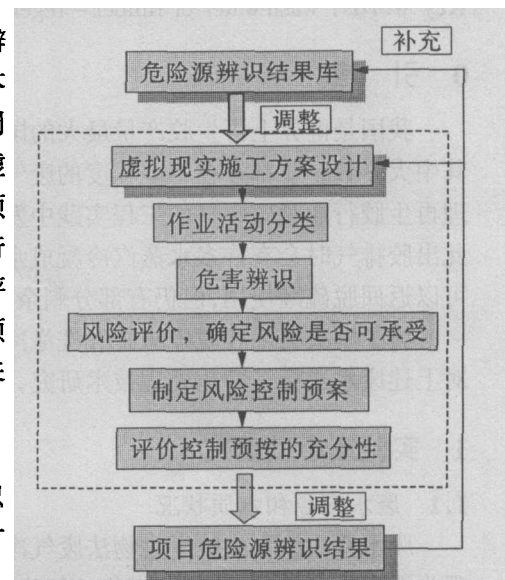 补充
危险源辨识结果库
调整
虚拟现实施工方案设计
作业活动分类
危害辨识
风险评价，确定风险是否可承受
制定风险控制预案
评价控制预按的充分性
调整
项目危险源辨识结果